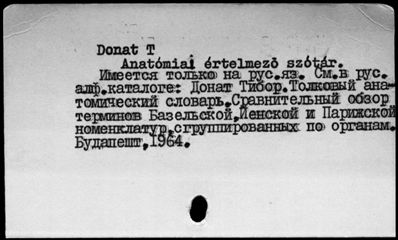 Donat T
Anatómiai értelmező szótár.
Имеется только на рус.яз. См.в рус.
алф.каталоге: Донат Тибор.Толковый ана-
томический словарь.Сравнительный обзор
терминов Базельской,Йенской и Парижской
номенклатур,сгруппированных по органам.
Будапешт,1964.